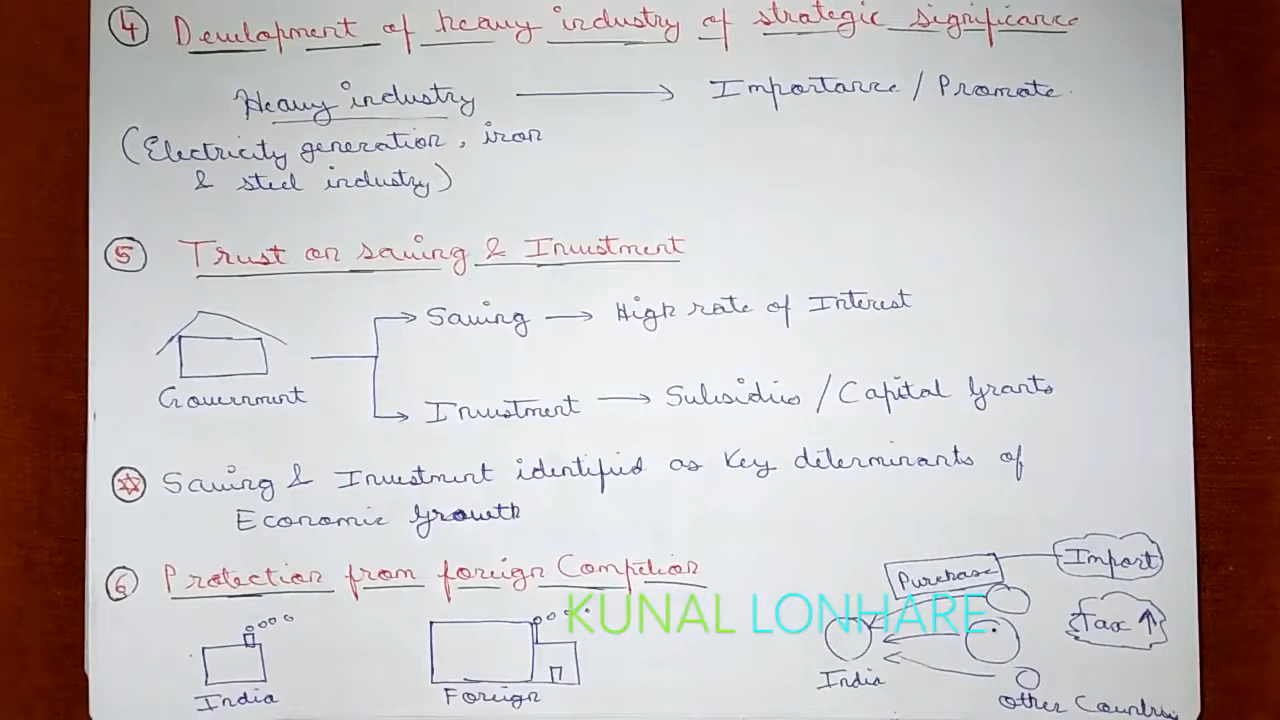 ④ Development of heavy industry of strategic significance
Heavy industry → Importance / Promote.
(Electricity generation, iron
& steel industry)
⑤ Trust on saving & Investment
Saving → High rate of Interest
Government
Investment → Subsidies / Capital Grants
Saving & Investment identified as Key determinants of
Economic Growth
⑥ Protection from foreign Compition
Import
Purchase
KUNAL LONHARE
Tax ↑
India
Foreign
India
Other Countries